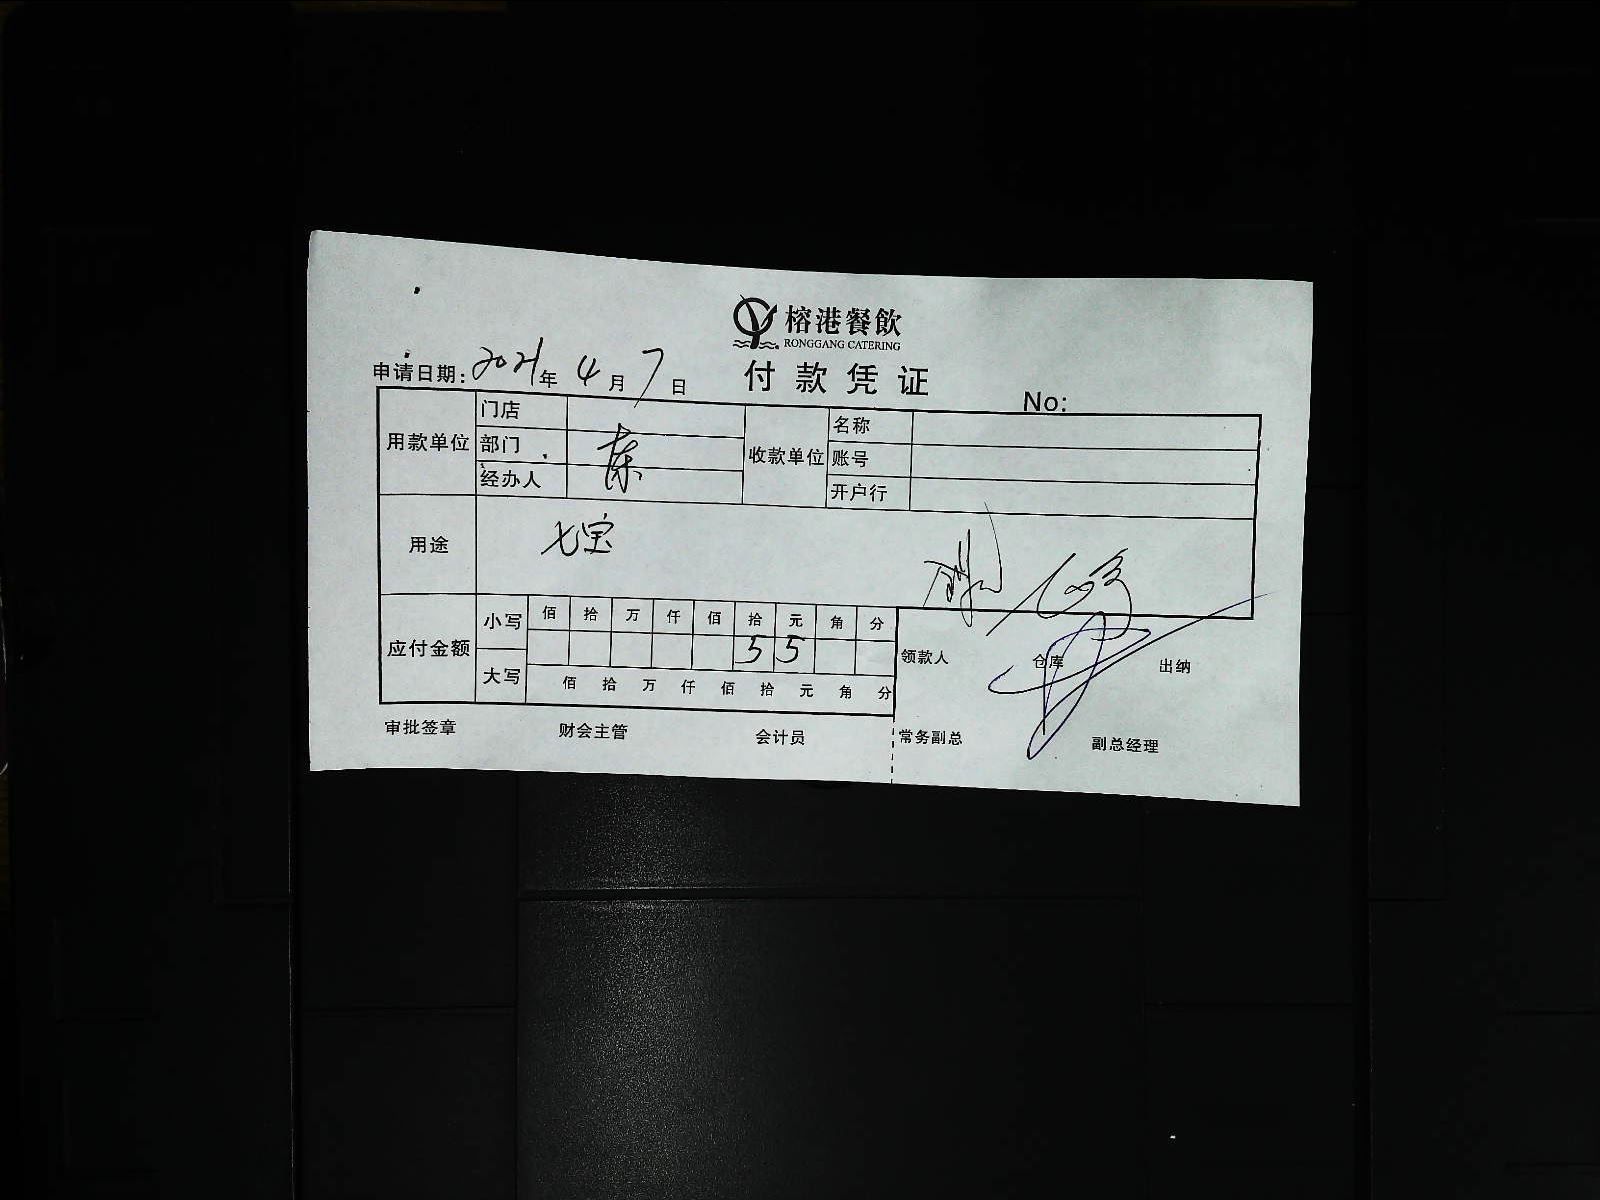 榕港餐飲
RONGGANG CATERING
付款凭证
申请日期：2021年4月7日
No:
用款单位
门店
部门
经办人
收款单位
名称
账号
开户行
用途
七宝
应付金额
小写
佰 拾 万 仟 佰 拾 元 角 分
5 5
大写
佰 拾 万 仟 佰 拾 元 角 分
领款人 仓库 出纳
审批签章 财会主管 会计员 常务副总 副总经理